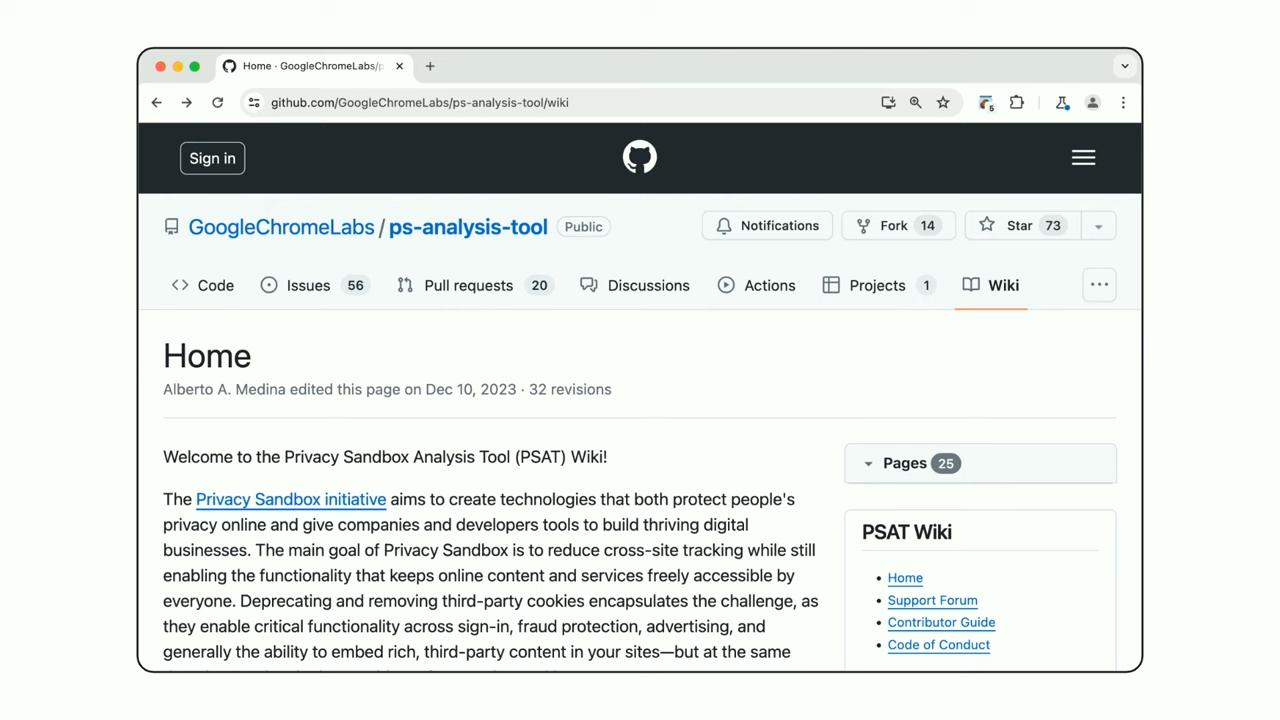 Home · GoogleChromeLabs/p
github.com/GoogleChromeLabs/ps-analysis-tool/wiki
5
Sign in
GoogleChromeLabs / ps-analysis-tool Public
Notifications
Fork 14
Star 73
Code
Issues 56
Pull requests 20
Discussions
Actions
Projects 1
Wiki
Home
Alberto A. Medina edited this page on Dec 10, 2023 · 32 revisions
Welcome to the Privacy Sandbox Analysis Tool (PSAT) Wiki!
The Privacy Sandbox initiative aims to create technologies that both protect people's
privacy online and give companies and developers tools to build thriving digital
businesses. The main goal of Privacy Sandbox is to reduce cross-site tracking while still
enabling the functionality that keeps online content and services freely accessible by
everyone. Deprecating and removing third-party cookies encapsulates the challenge, as
they enable critical functionality across sign-in, fraud protection, advertising, and
generally the ability to embed rich, third-party content in your sites—but at the same
Pages 25
PSAT Wiki
• Home
• Support Forum
• Contributor Guide
• Code of Conduct